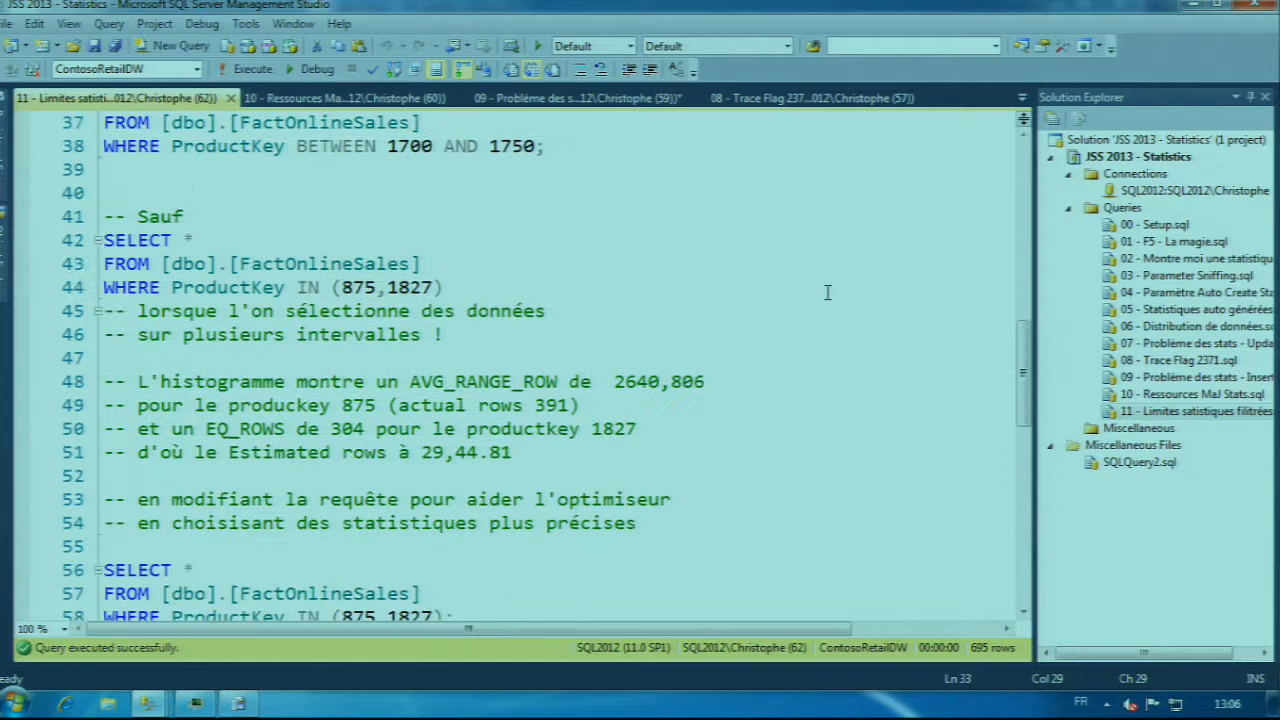 JSS 2013 - Statistics - Microsoft SQL Server Management Studio
File Edit View Query Project Debug Tools Window Help
New Query Default Default
ContosoRetailDW Execute Debug
11 - Limites satisti...012\Christophe (62)) 10 - Ressources Ma...12\Christophe (60)) 09 - Problème des s...12\Christophe (59))* 08 - Trace Flag 237...012\Christophe (57))
37 FROM [dbo].[FactOnlineSales]
38 WHERE ProductKey BETWEEN 1700 AND 1750;
39
40
41 -- Sauf
42 SELECT *
43 FROM [dbo].[FactOnlineSales]
44 WHERE ProductKey IN (875,1827)
45 -- lorsque l'on sélectionne des données
46 -- sur plusieurs intervalles !
47
48 -- L'histogramme montre un AVG_RANGE_ROW de 2640,806
49 -- pour le produckey 875 (actual rows 391)
50 -- et un EQ_ROWS de 304 pour le productkey 1827
51 -- d'où le Estimated rows à 29,44.81
52
53 -- en modifiant la requête pour aider l'optimiseur
54 -- en choisisant des statistiques plus précises
55
56 SELECT *
57 FROM [dbo].[FactOnlineSales]
58 WHERE ProductKey IN (875,1827);
100 %
Query executed successfully. SQL2012 (11.0 SP1) SQL2012\Christophe (62) ContosoRetailDW 00:00:00 695 rows
Solution Explorer
Solution 'JSS 2013 - Statistics' (1 project)
JSS 2013 - Statistics
Connections
SQL2012:SQL2012\Christophe
Queries
00 - Setup.sql
01 - F5 - La magie.sql
02 - Montre moi une statistiqu
03 - Parameter Sniffing.sql
04 - Paramètre Auto Create Sta
05 - Statistiques auto générées
06 - Distribution de données.s
07 - Problème des stats - Upda
08 - Trace Flag 2371.sql
09 - Problème des stats - Inser
10 - Ressources MaJ Stats.sql
11 - Limites satistiques filitrées
Miscellaneous
Miscellaneous Files
SQLQuery2.sql
eady Ln 33 Col 29 Ch 29 INS
FR 13:06